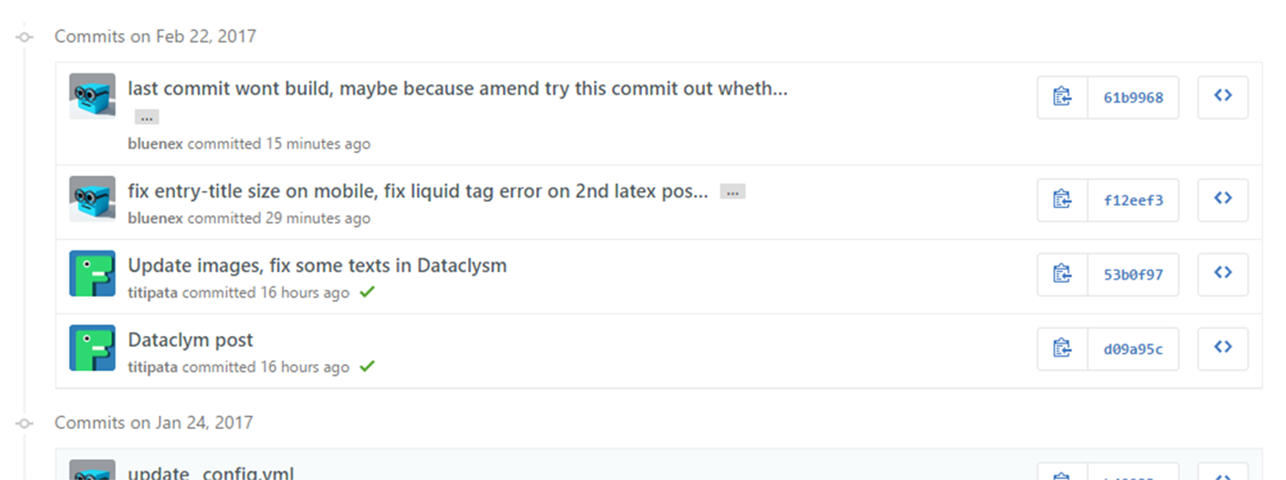 Commits on Feb 22, 2017
last commit wont build, maybe because amend try this commit out wheth...
...
61b9968
bluenex committed 15 minutes ago
fix entry-title size on mobile, fix liquid tag error on 2nd latex pos... ...
f12eef3
bluenex committed 29 minutes ago
Update images, fix some texts in Dataclysm
53b0f97
titipata committed 16 hours ago
Dataclym post
d09a95c
titipata committed 16 hours ago
Commits on Jan 24, 2017
update _config.yml